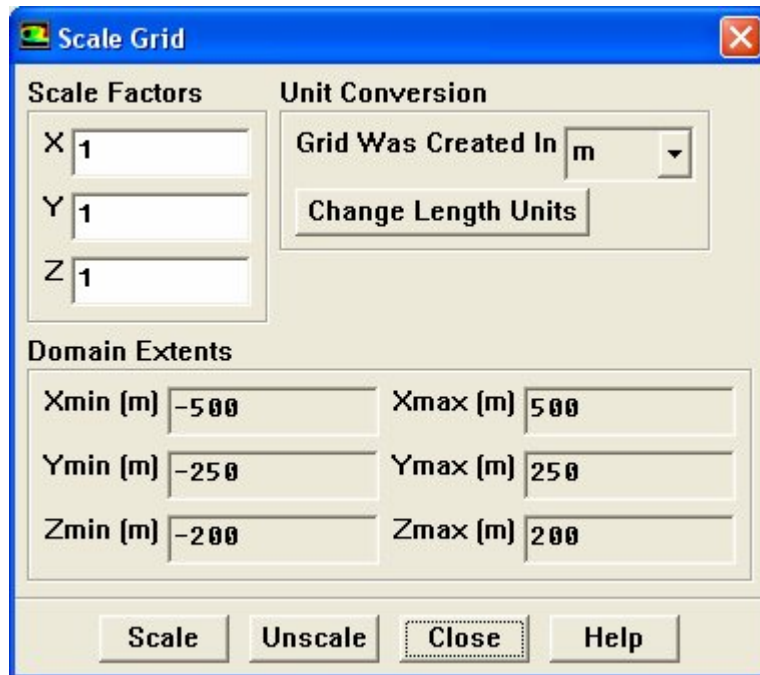 Scale Grid
Scale Factors
Unit Conversion
X 1
Grid Was Created In m
Y 1
Change Length Units
Z 1
Domain Extents
Xmin (m) -500
Xmax (m) 500
Ymin (m) -250
Ymax (m) 250
Zmin (m) -200
Zmax (m) 200
Scale
Unscale
Close
Help